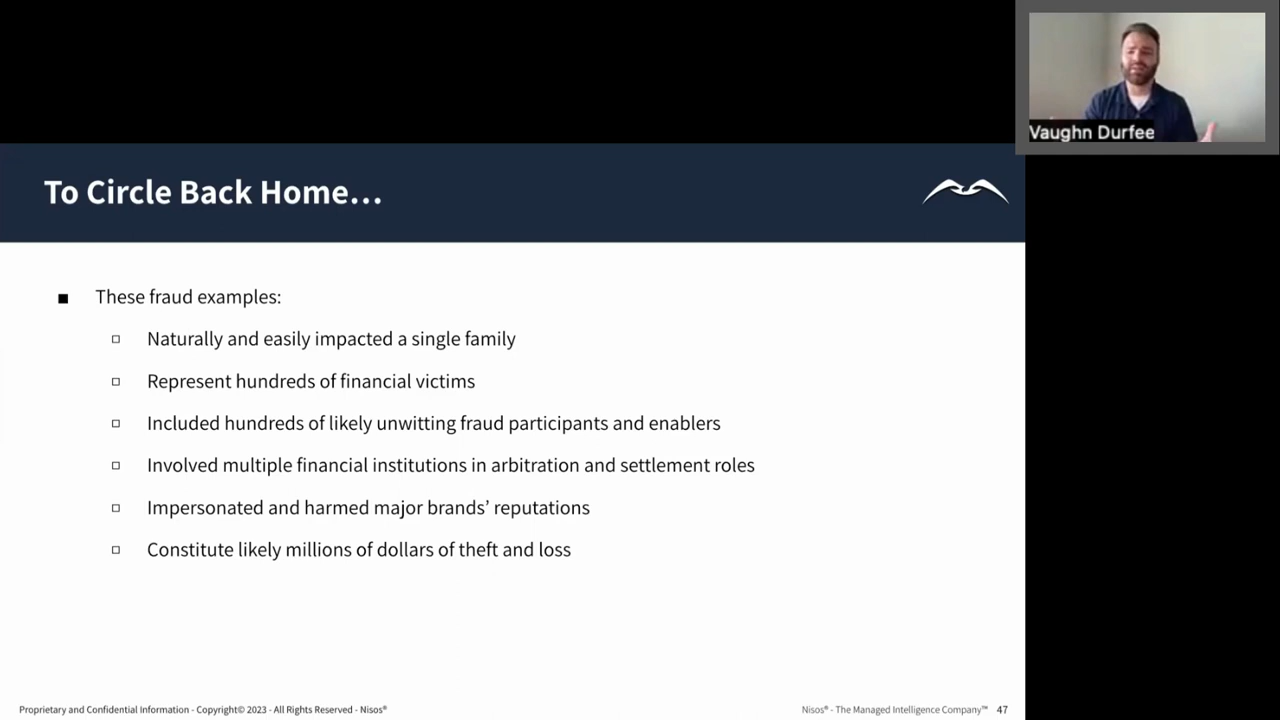 Vaughn Durfee
To Circle Back Home...
These fraud examples:
Naturally and easily impacted a single family
Represent hundreds of financial victims
Included hundreds of likely unwitting fraud participants and enablers
Involved multiple financial institutions in arbitration and settlement roles
Impersonated and harmed major brands’ reputations
Constitute likely millions of dollars of theft and loss
Proprietary and Confidential Information - Copyright© 2023 - All Rights Reserved - Nisos®
Nisos® - The Managed Intelligence Company™ 47